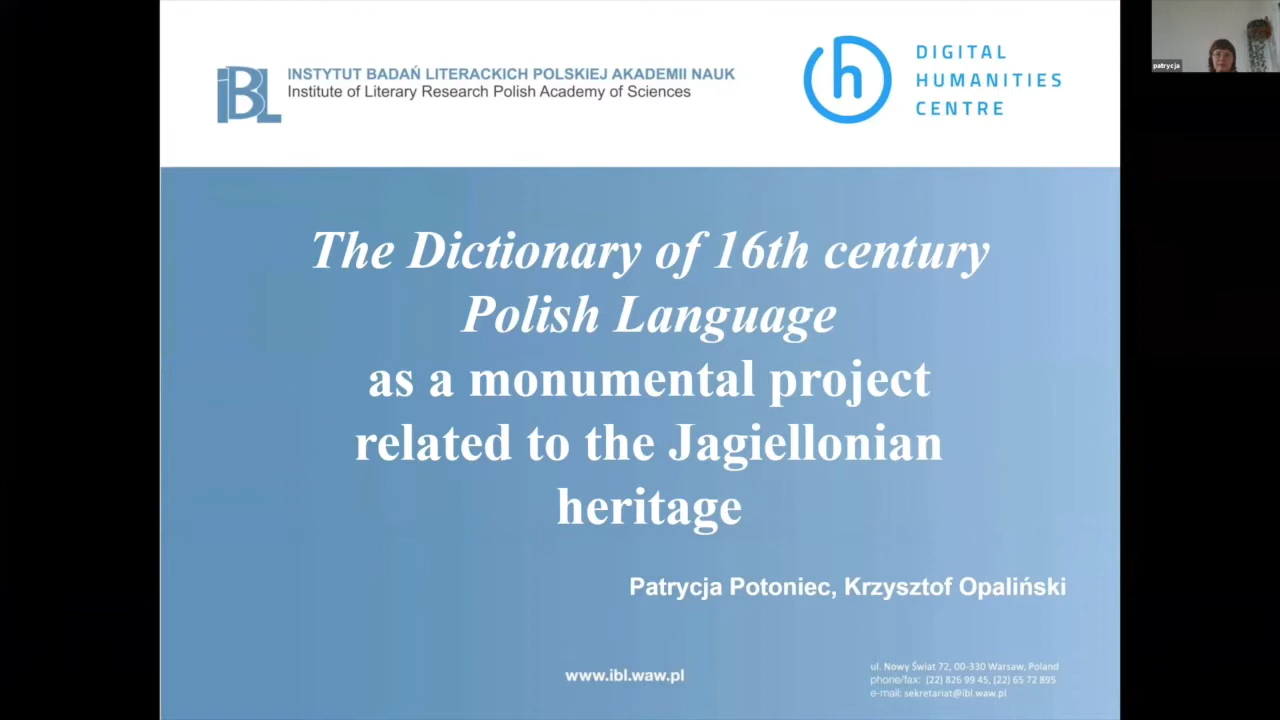 IBL
INSTYTUT BADAŃ LITERACKICH POLSKIEJ AKADEMII NAUK
Institute of Literary Research Polish Academy of Sciences
h
DIGITAL
HUMANITIES
CENTRE
patrycja
The Dictionary of 16th century
Polish Language
as a monumental project
related to the Jagiellonian
heritage
Patrycja Potoniec, Krzysztof Opaliński
www.ibl.waw.pl
ul. Nowy Świat 72, 00-330 Warsaw, Poland
phone/fax: (22) 826 99 45, (22) 65 72 895
e-mail: sekretariat@ibl.waw.pl